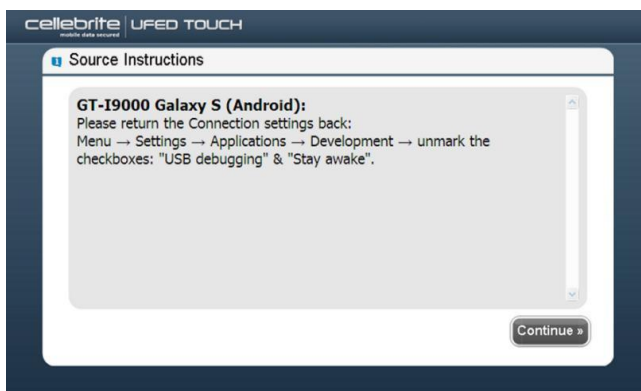 cellebrite UFED TOUCH
mobile data secured
Source Instructions
GT-I9000 Galaxy S (Android):
Please return the Connection settings back:
Menu → Settings → Applications → Development → unmark the
checkboxes: "USB debugging" & "Stay awake".
Continue »